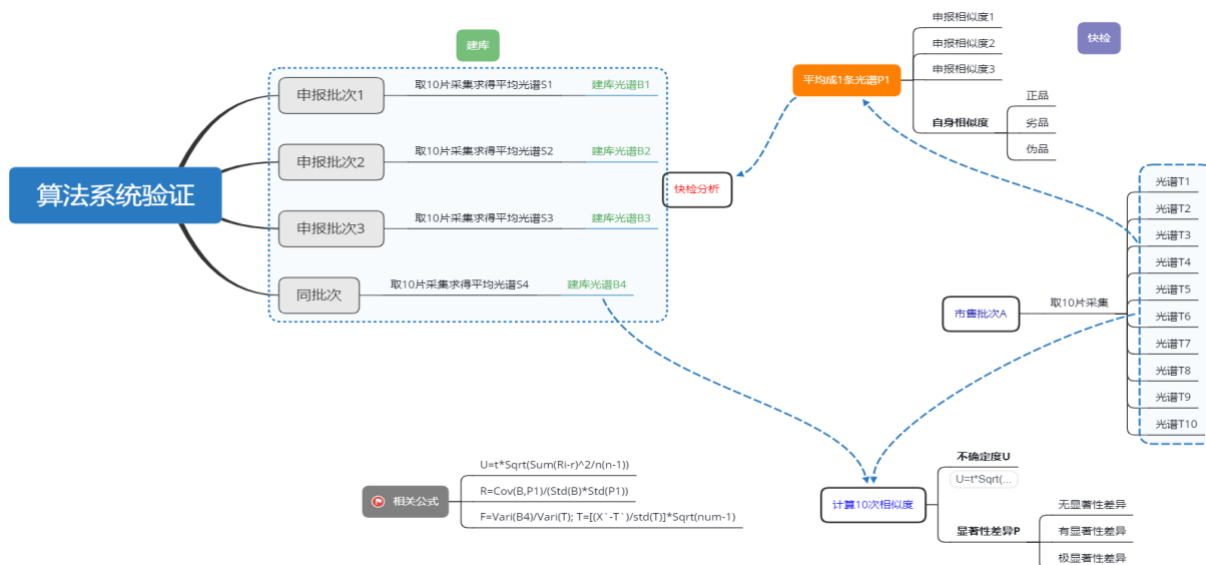 算法系统验证
建库
申报批次1
取10片采集求得平均光谱S1
建库光谱B1
申报批次2
取10片采集求得平均光谱S2
建库光谱B2
申报批次3
取10片采集求得平均光谱S3
建库光谱B3
同批次
取10片采集求得平均光谱S4
建库光谱B4
快检分析
平均成1条光谱P1
申报相似度1
申报相似度2
申报相似度3
自身相似度
正品
劣品
伪品
快检
市售批次A
取10片采集
光谱T1
光谱T2
光谱T3
光谱T4
光谱T5
光谱T6
光谱T7
光谱T8
光谱T9
光谱T10
相关公式
U=t*Sqrt(Sum(Ri-r)^2/n(n-1))
R=Cov(B,P1)/(Std(B)*Std(P1))
F=Vari(B4)/Vari(T); T=[(X`-T`)/std(T)]*Sqrt(num-1)
计算10次相似度
不确定度U
U=t*Sqrt(...
显著性差异P
无显著性差异
有显著性差异
极显著性差异